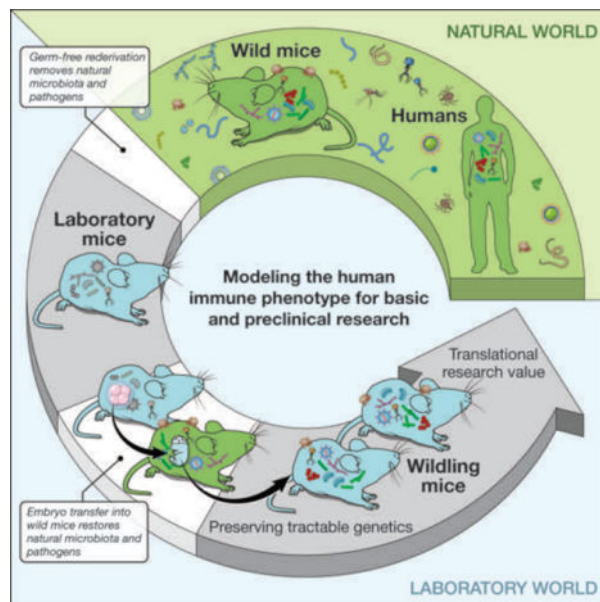 NATURAL WORLD
Germ-free rederivation
removes natural
microbiota and
pathogens
Wild mice
Humans
Laboratory
mice
Modeling the human
immune phenotype for basic
and preclinical research
Translational
research value
Wildling
mice
Preserving tractable genetics
Embryo transfer into
wild mice restores
natural microbiota and
pathogens
LABORATORY WORLD